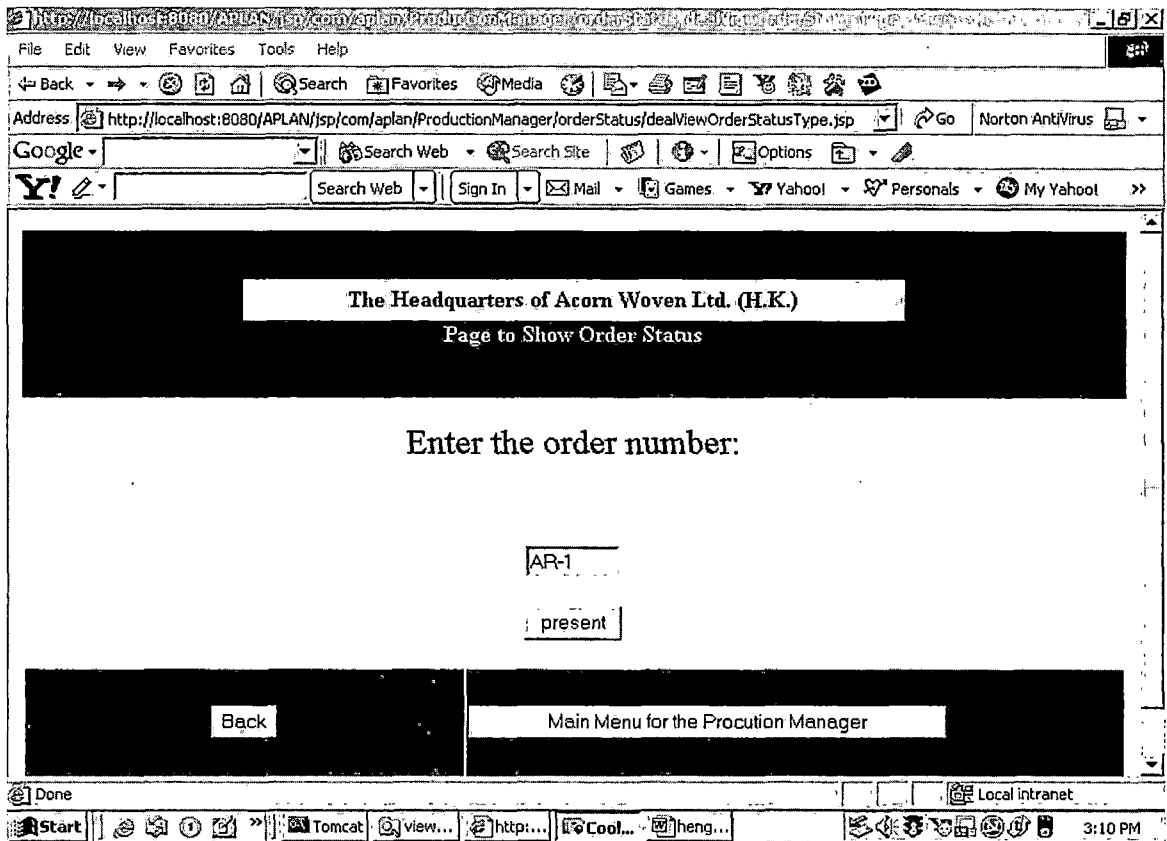 File Edit View Favorites Tools Help
Back Search Favorites Media
Address http://localhost:8080/APLAN/jsp/com/aplan/ProductionManager/orderStatus/dealViewOrderStatusType.jsp Go Norton AntiVirus
Google Search Web Search Site Options
Y! Search Web Sign In Mail Games Yahoo! Personals My Yahoo! »
The Headquarters of Acorn Woven Ltd. (H.K.)
Page to Show Order Status
Enter the order number:
AR-1
present
Back Main Menu for the Procution Manager
Done Local intranet
Start » Tomcat view... http:... Cool... heng... 3:10 PM